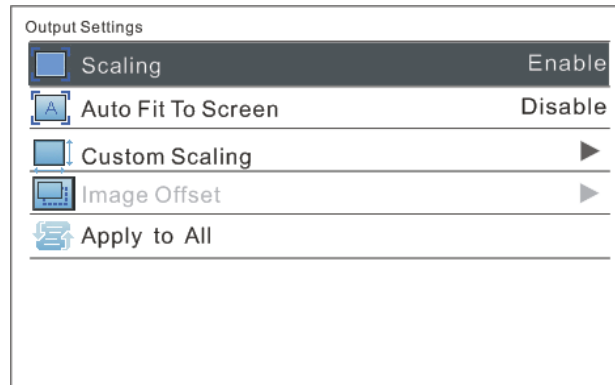 Output Settings
Scaling Enable
A Auto Fit To Screen Disable
Custom Scaling
Image Offset
Apply to All